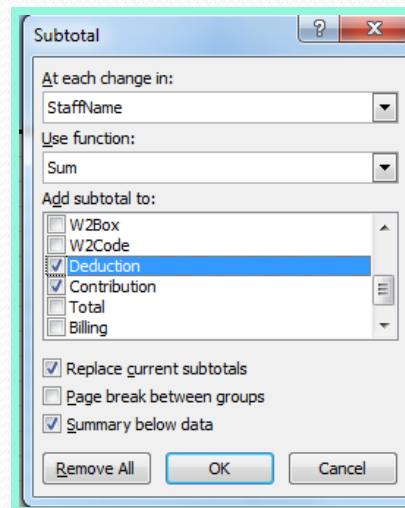 Subtotal
At each change in:
StaffName
Use function:
Sum
Add subtotal to:
W2Box
W2Code
Deduction
Contribution
Total
Billing
Replace current subtotals
Page break between groups
Summary below data
Remove All OK Cancel